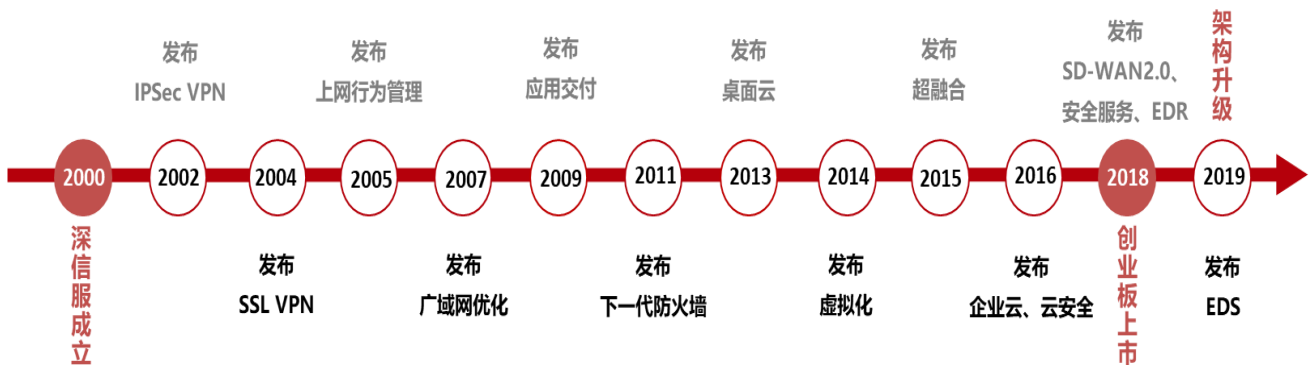 发布
IPSec VPN
发布
上网行为管理
发布
应用交付
发布
桌面云
发布
超融合
发布
SD-WAN2.0、
安全服务、EDR
架构升级
2000
2002
2004
2005
2007
2009
2011
2013
2014
2015
2016
2018
2019
深信服成立
发布
SSL VPN
发布
广域网优化
发布
下一代防火墙
发布
虚拟化
发布
企业云、云安全
创业板上市
发布
EDS